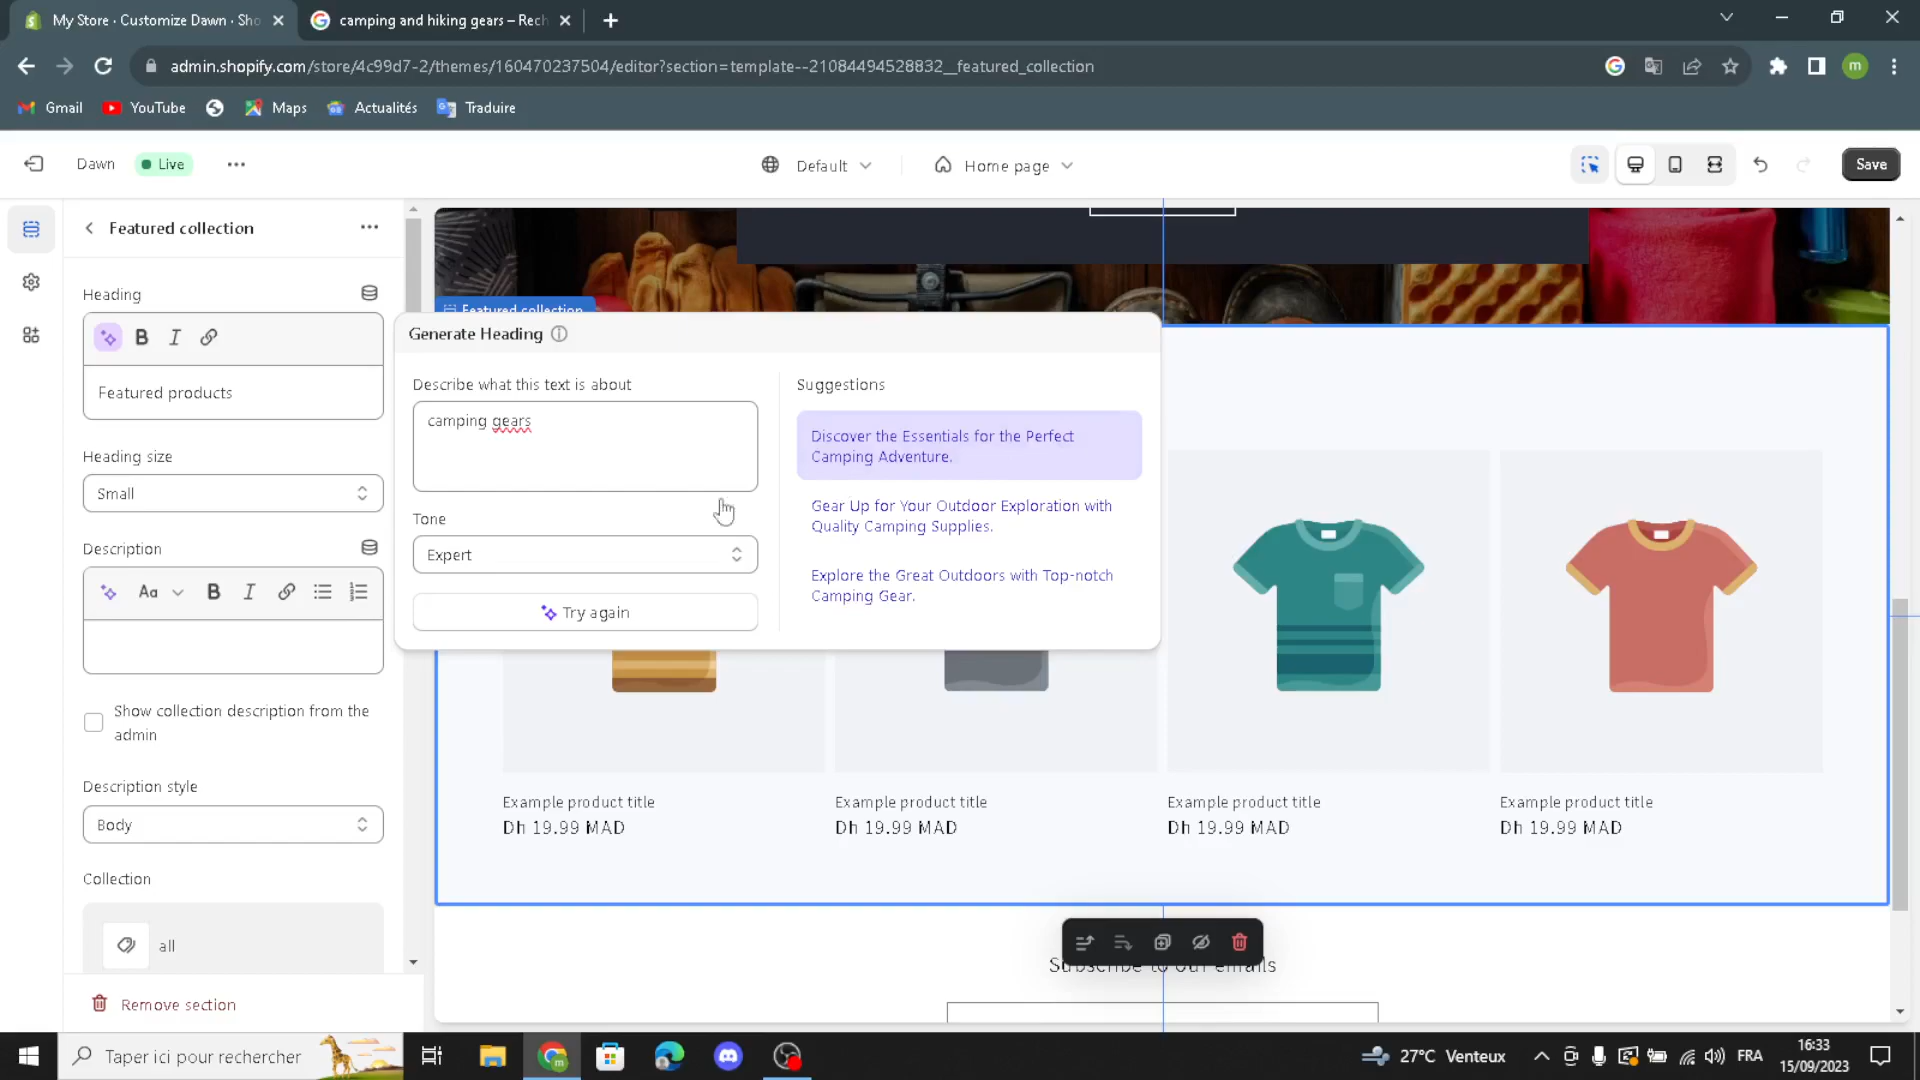 My Store · Customize Dawn · Sho
camping and hiking gears – Rech
admin.shopify.com/store/4c99d7-2/themes/160470237504/editor?section=template--21084494528832__featured_collection
m
Gmail
YouTube
Maps
Actualités
Traduire
Dawn
Live
Default
Home page
Save
Featured collection
Heading
Featured products
Heading size
Small
Description
Aa
Show collection description from the
admin
Description style
Body
Collection
all
Remove section
Featured collection
Generate Heading
Describe what this text is about
camping gears
Tone
Expert
Try again
Suggestions
Discover the Essentials for the Perfect
Camping Adventure.
Gear Up for Your Outdoor Exploration with
Quality Camping Supplies.
Explore the Great Outdoors with Top-notch
Camping Gear.
Example product title
Dh 19.99 MAD
Example product title
Dh 19.99 MAD
Example product title
Dh 19.99 MAD
Example product title
Dh 19.99 MAD
Subscribe to our emails
Taper ici pour rechercher
27°C Venteux
FRA
16:33
15/09/2023